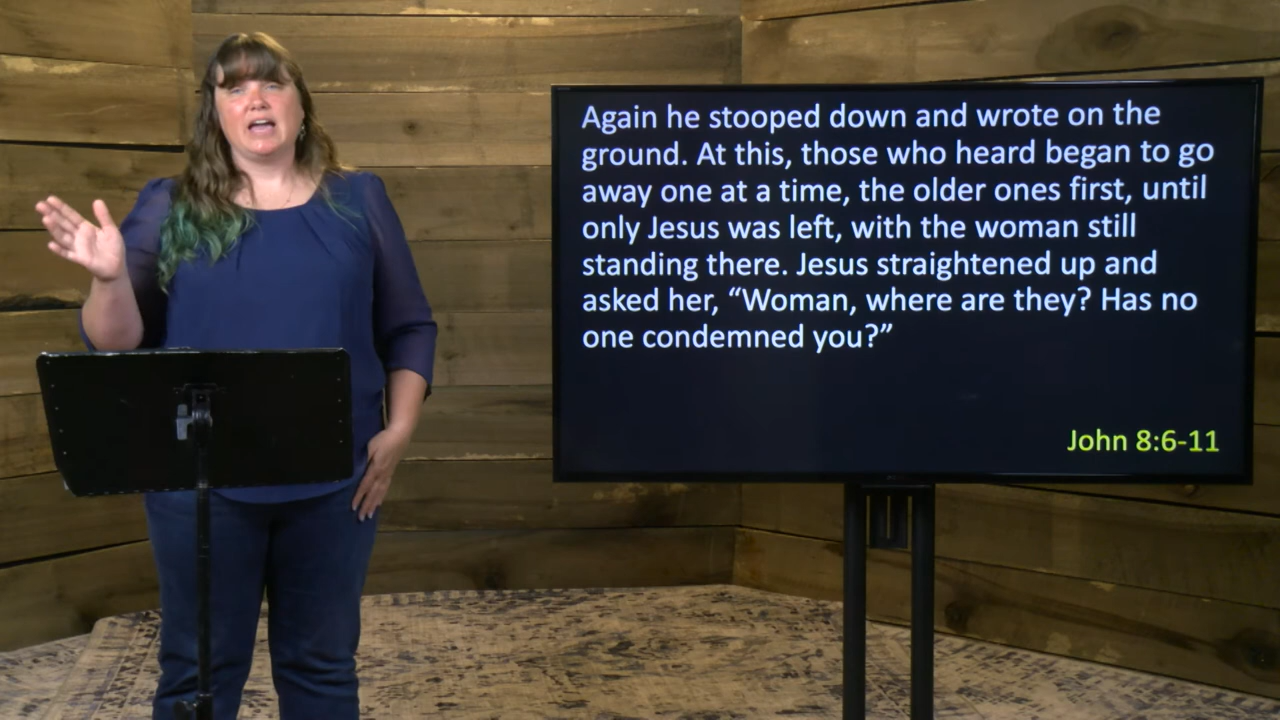 Again he stooped down and wrote on the
ground. At this, those who heard began to go
away one at a time, the older ones first, until
only Jesus was left, with the woman still
standing there. Jesus straightened up and
asked her, “Woman, where are they? Has no
one condemned you?”
John 8:6-11